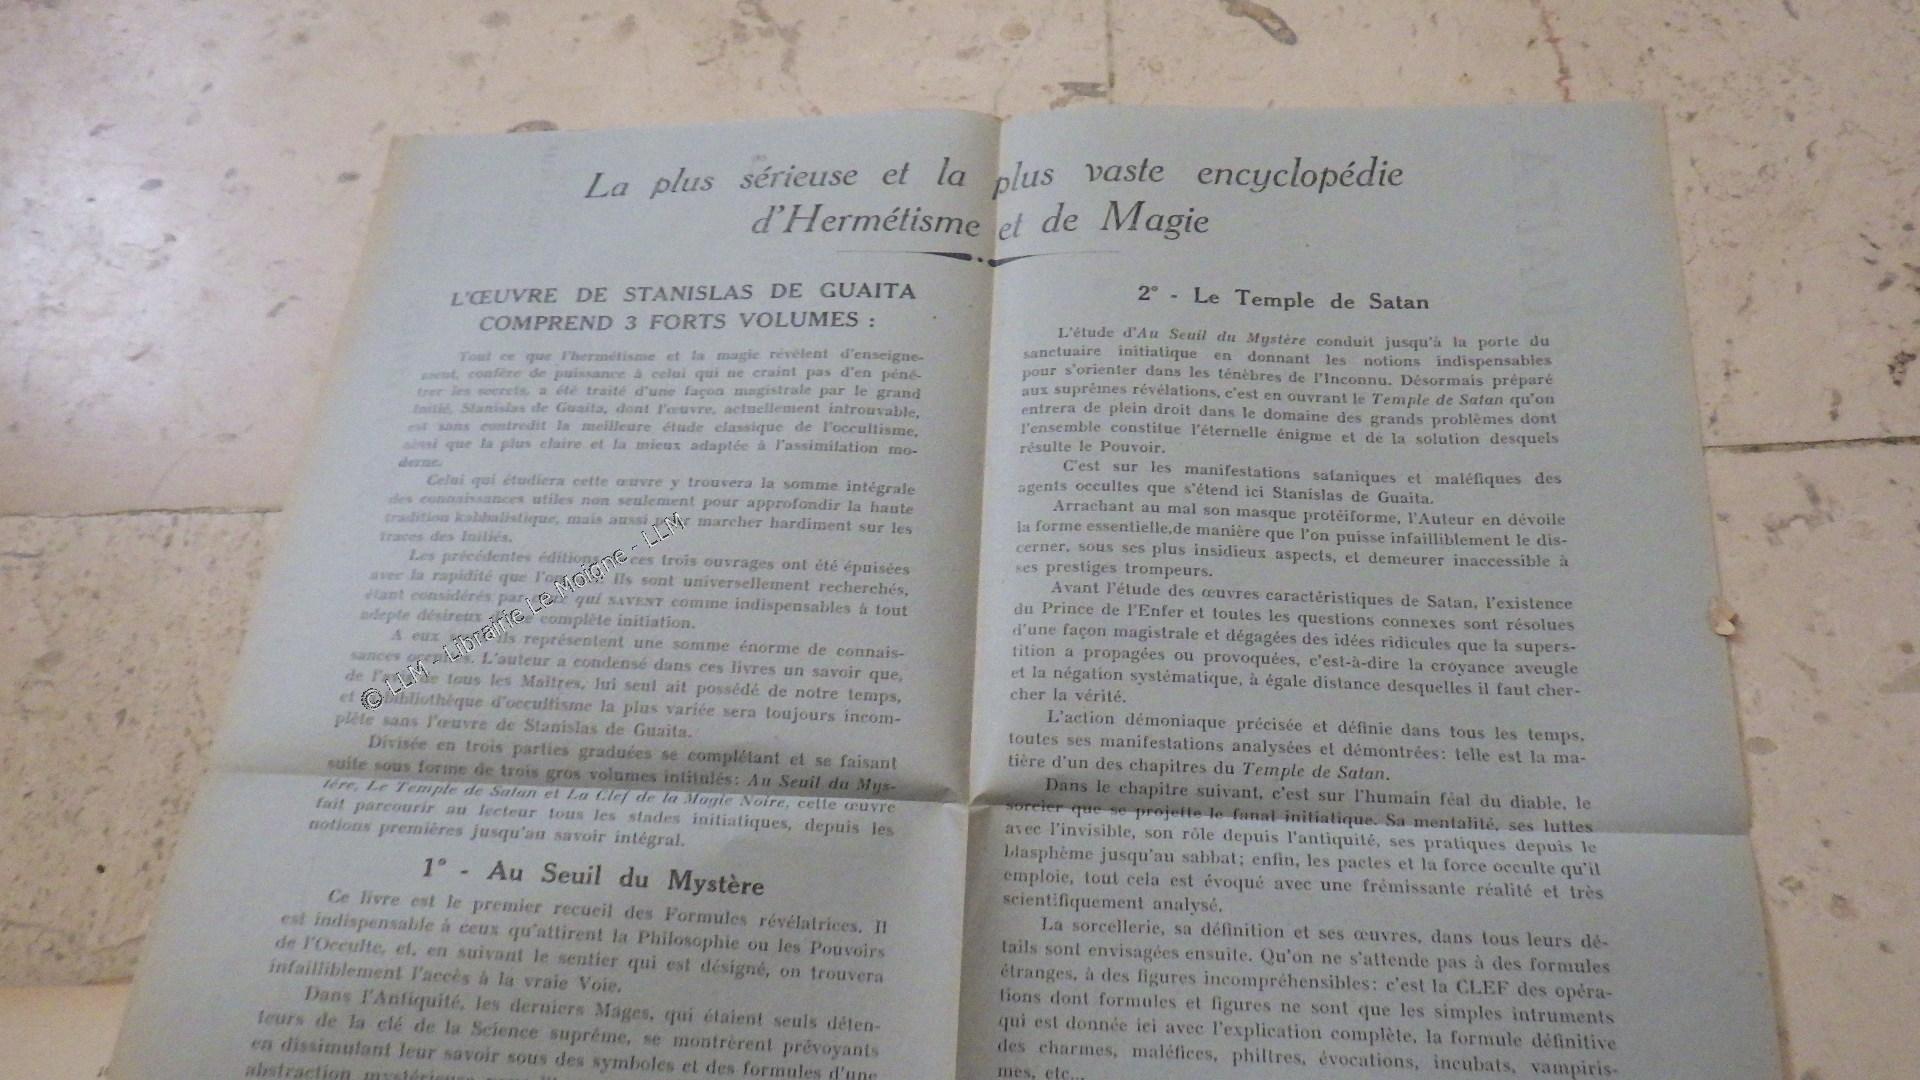 La plus sérieuse et la plus vaste encyclopédie
d'Hermétisme et de Magie
L'ŒUVRE DE STANISLAS DE GUAITA
COMPREND 3 FORTS VOLUMES :
Tout ce que l'hermétisme et la magie révèlent d'enseigne-
ment, confère de puissance à celui qui ne craint pas d'en péné-
trer les secrets, a été traité d'une façon magistrale par le grand
Initié, Stanislas de Guaita, dont l'œuvre, actuellement introuvable,
est sans contredit la meilleure étude classique de l'occultisme,
ainsi que la plus claire et la mieux adaptée à l'assimilation mo-
derne.
Celui qui étudiera cette œuvre y trouvera la somme intégrale
des connaissances utiles non seulement pour approfondir la haute
tradition kabbalistique, mais aussi pour marcher hardiment sur les
traces des Initiés.
Les précédentes éditions ces trois ouvrages ont été épuisées
avec la rapidité que l'on Ils sont universellement recherchés,
étant considérés par ceux qui SAVENT comme indispensables à tout
adepte désireux complète initiation.
A eux ils représentent une somme énorme de connais-
sances occultes. L'auteur a condensé dans ces livres un savoir que,
de l'avis de tous les Maîtres, lui seul ait possédé de notre temps,
et bibliothèque d'occultisme la plus variée sera toujours incom-
plète sans l'œuvre de Stanislas de Guaita.
Divisée en trois parties graduées se complétant et se faisant
suite sous forme de trois gros volumes intitulés : Au Seuil du Mys-
tère, Le Temple de Satan et La Clef de la Magie Noire, cette œuvre
fait parcourir au lecteur tous les stades initiatiques, depuis les
notions premières jusqu'au savoir intégral.
1° - Au Seuil du Mystère
Ce livre est le premier recueil des Formules révélatrices. Il
est indispensable à ceux qu'attirent la Philosophie ou les Pouvoirs
de l'Occulte, et, en suivant le sentier qui est désigné, on trouvera
infailliblement l'accès à la vraie Voie.
Dans l'Antiquité, les derniers Mages, qui étaient seuls déten-
teurs de la clé de la Science suprême, se montrèrent prévoyants
en dissimulant leur savoir sous des symboles et des formules d'une
abstraction mystérieuse
2° - Le Temple de Satan
L'étude d'Au Seuil du Mystère conduit jusqu'à la porte du
sanctuaire initiatique en donnant les notions indispensables
pour s'orienter dans les ténèbres de l'Inconnu. Désormais préparé
aux suprêmes révélations, c'est en ouvrant le Temple de Satan qu'on
entrera de plein droit dans le domaine des grands problèmes dont
l'ensemble constitue l'éternelle énigme et de la solution desquels
résulte le Pouvoir.
C'est sur les manifestations sataniques et maléfiques des
agents occultes que s'étend ici Stanislas de Guaita.
Arrachant au mal son masque protéiforme, l'Auteur en dévoile
la forme essentielle,de manière que l'on puisse infailliblement le dis-
cerner, sous ses plus insidieux aspects, et demeurer inaccessible à
ses prestiges trompeurs.
Avant l'étude des œuvres caractéristiques de Satan, l'existence
du Prince de l'Enfer et toutes les questions connexes sont résolues
d'une façon magistrale et dégagées des idées ridicules que la supers-
tition a propagées ou provoquées, c'est-à-dire la croyance aveugle
et la négation systématique, à égale distance desquelles il faut cher-
cher la vérité.
L'action démoniaque précisée et définie dans tous les temps,
toutes ses manifestations analysées et démontrées : telle est la ma-
tière d'un des chapitres du Temple de Satan.
Dans le chapitre suivant, c'est sur l'humain féal du diable, le
sorcier que se projette le fanal initiatique. Sa mentalité, ses luttes
avec l'invisible, son rôle depuis l'antiquité, ses pratiques depuis le
blasphème jusqu'au sabbat ; enfin, les pactes et la force occulte qu'il
emploie, tout cela est évoqué avec une frémissante réalité et très
scientifiquement analysé.
La sorcellerie, sa définition et ses œuvres, dans tous leurs dé-
tails sont envisagées ensuite. Qu'on ne s'attende pas à des formules
étranges, à des figures incompréhensibles : c'est la CLEF des opéra-
tions dont formules et figures ne sont que les simples intruments
qui est donnée ici avec l'explication complète, la formule définitive
des charmes, maléfices, philtres, évocations, incubats, vampiris-
mes, etc...
© LLM - Librairie Le Moigne - LLM